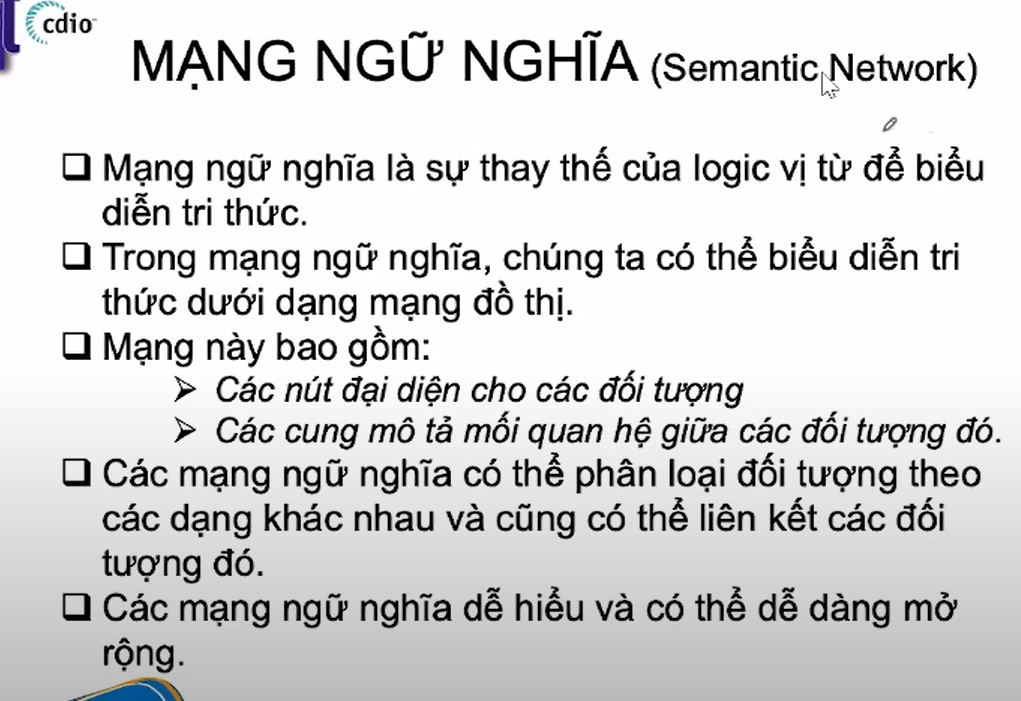 cdio
MẠNG NGỮ NGHĨA (Semantic Network)
❑ Mạng ngữ nghĩa là sự thay thế của logic vị từ để biểu
diễn tri thức.
❑ Trong mạng ngữ nghĩa, chúng ta có thể biểu diễn tri
thức dưới dạng mạng đồ thị.
❑ Mạng này bao gồm:
➢ Các nút đại diện cho các đối tượng
➢ Các cung mô tả mối quan hệ giữa các đối tượng đó.
❑ Các mạng ngữ nghĩa có thể phân loại đối tượng theo
các dạng khác nhau và cũng có thể liên kết các đối
tượng đó.
❑ Các mạng ngữ nghĩa dễ hiểu và có thể dễ dàng mở
rộng.